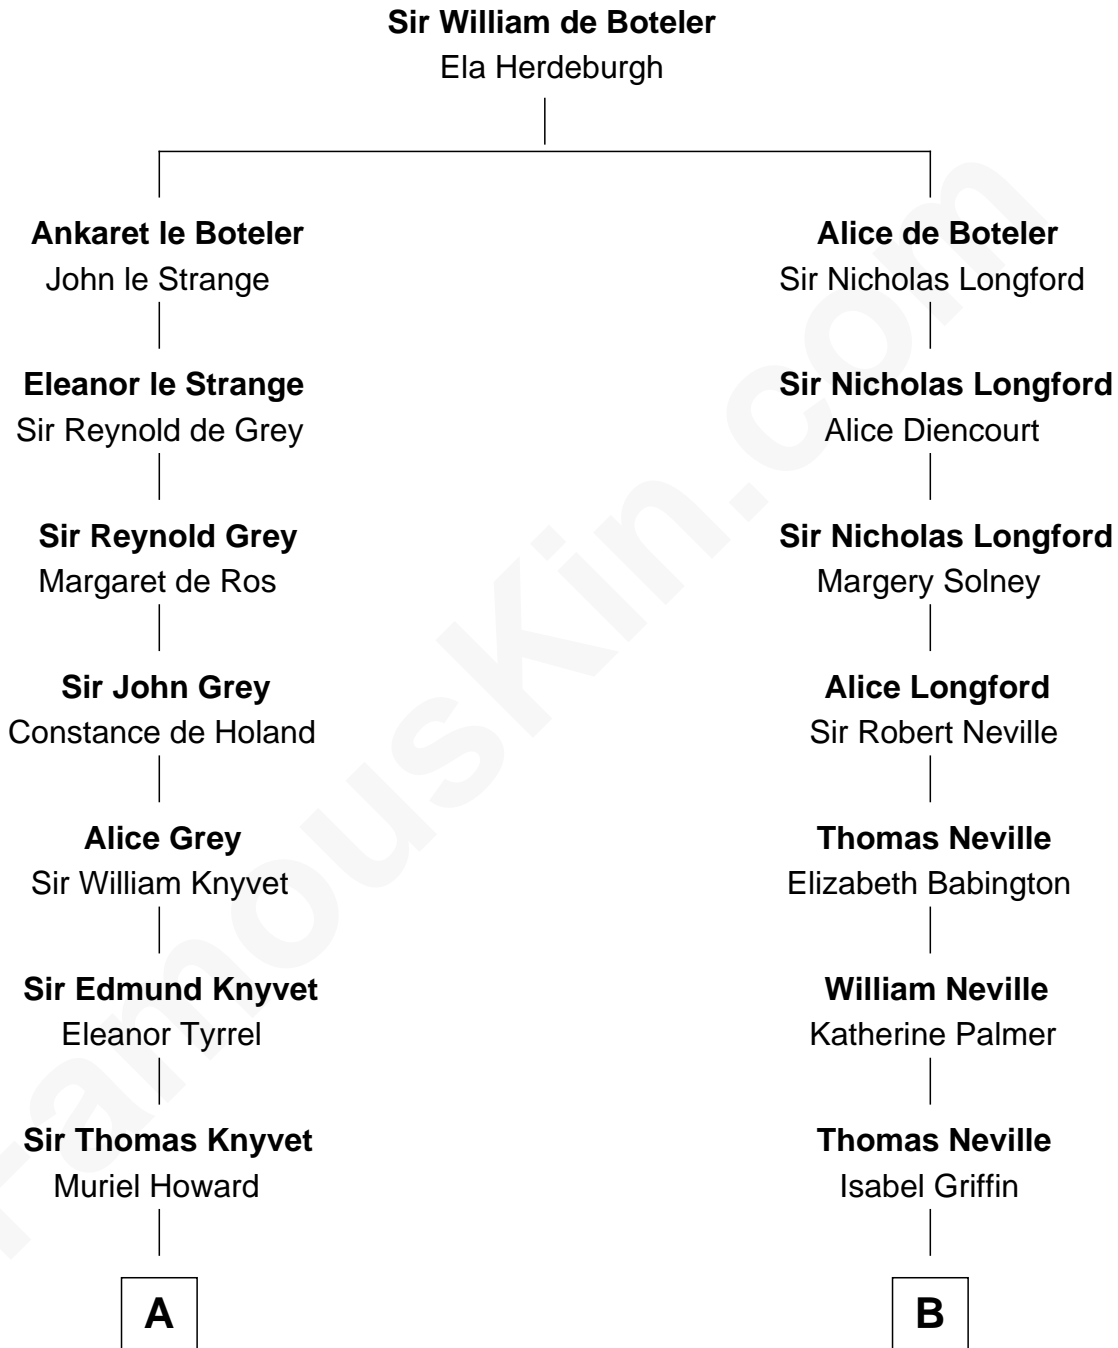 Sir William de Boteler
Ela Herdeburgh
Ankaret le Boteler
John le Strange
Alice de Boteler
Sir Nicholas Longford
Eleanor le Strange
Sir Reynold de Grey
Sir Nicholas Longford
Alice Diencourt
Sir Reynold Grey
Margaret de Ros
Sir Nicholas Longford
Margery Solney
Sir John Grey
Constance de Holand
Alice Longford
Sir Robert Neville
Alice Grey
Sir William Knyvet
Thomas Neville
Elizabeth Babington
Sir Edmund Knyvet
Eleanor Tyrrel
William Neville
Katherine Palmer
Sir Thomas Knyvet
Muriel Howard
Thomas Neville
Isabel Griffin
A
B
FamousKin.com